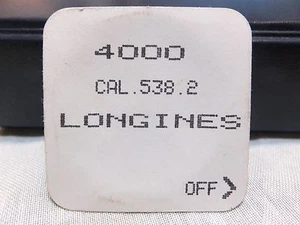 4000
CAL.538.2
LONGINES
OFF >